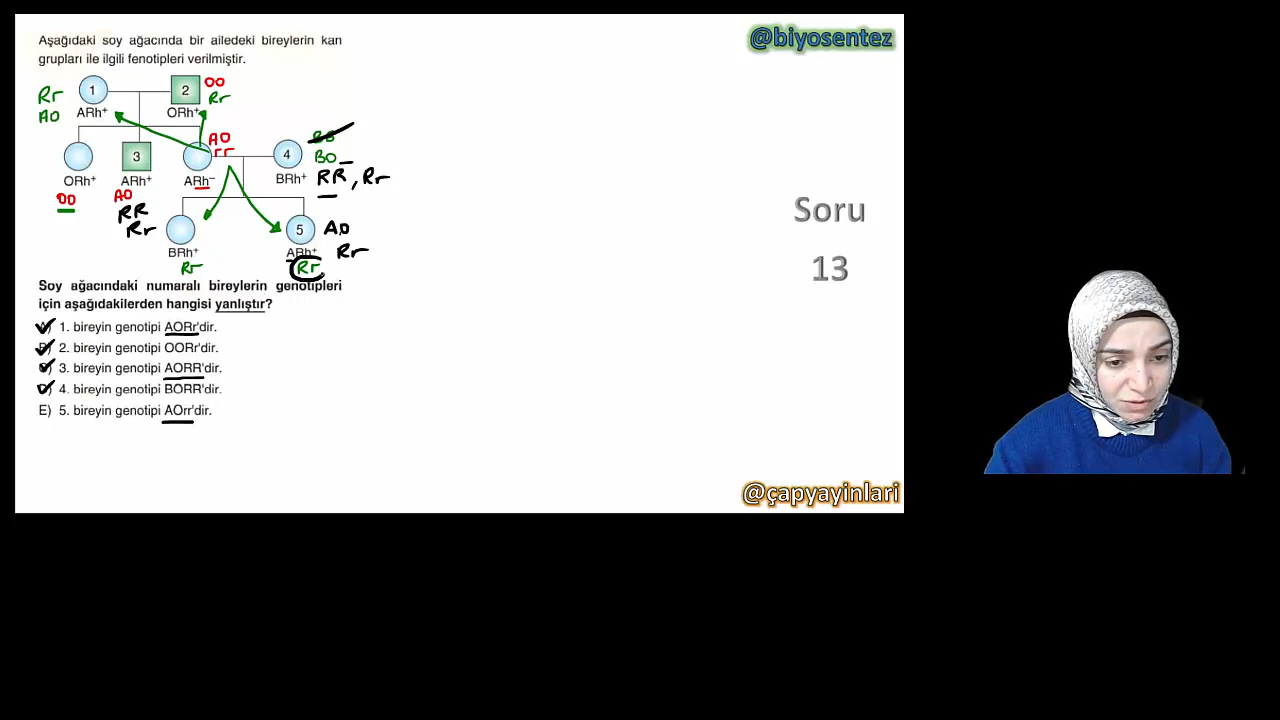 @biyosentez
Aşağıdaki soy ağacında bir ailedeki bireylerin kan
grupları ile ilgili fenotipleri verilmiştir.
Rr 1 2 OO
AO ARh⁺ ORh⁺ Rr
AO
rr
3 4 BO
ORh⁺ ARh⁺ ARh⁻ BRh⁺ RR, Rr
OO AO
RR
Rr
5 AO
BRh⁺ ARh⁺ Rr
Rr Rr
Soy ağacındaki numaralı bireylerin genotipleri
için aşağıdakilerden hangisi yanlıştır?
A) 1. bireyin genotipi AORr'dir.
B) 2. bireyin genotipi OORr'dir.
C) 3. bireyin genotipi AORR'dir.
D) 4. bireyin genotipi BORR'dir.
E) 5. bireyin genotipi AOrr'dir.
Soru
13
@çapyayinlari